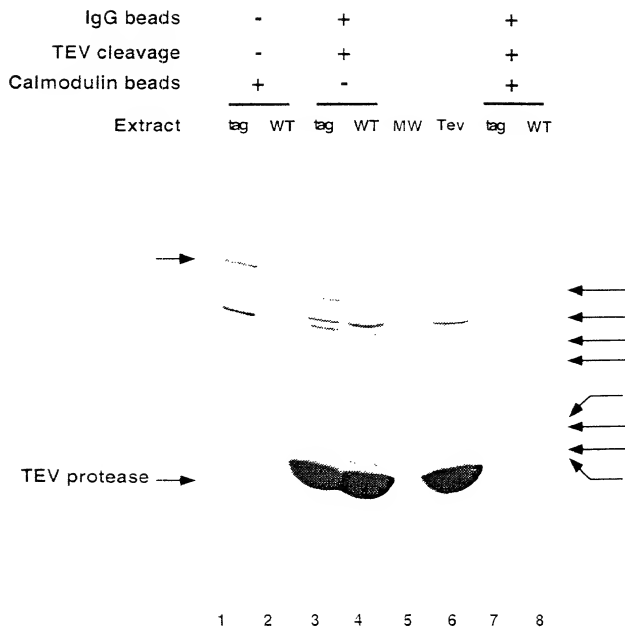 IgG beads - + +
TEV cleavage - + +
Calmodulin beads + - +
Extract tag WT tag WT MW Tev tag WT
TEV protease
1 2 3 4 5 6 7 8